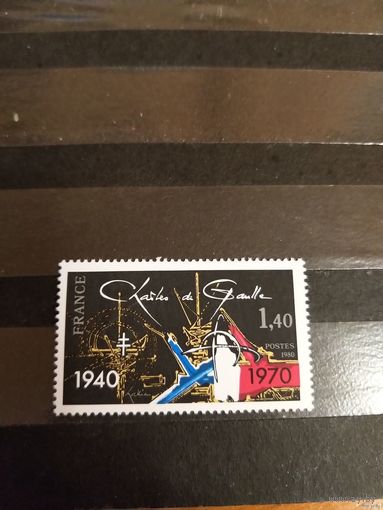 FRANCE
Charles de Gaulle
1,40
POSTES
1980
1940
1970